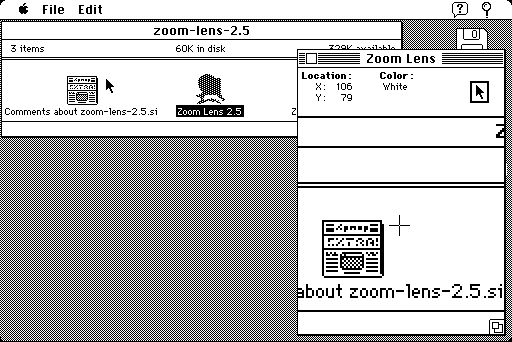 File Edit
zoom-lens-2.5
3 items 60K in disk 328K available
Comments about zoom-lens-2.5.si Zoom Lens 2.5 Z
Zoom Lens
Location: Color:
X: 106 White
Y: 79
Z
EXTRA!
about zoom-lens-2.5.si